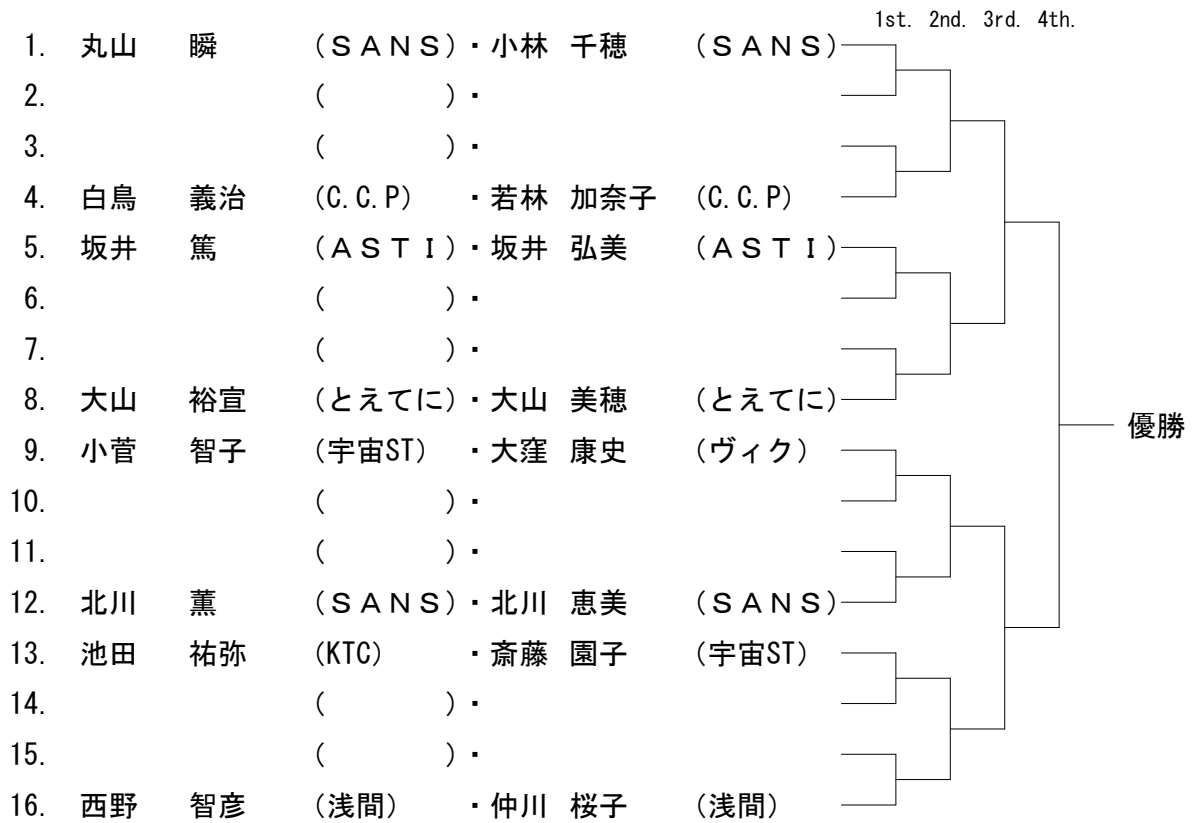 1st. 2nd. 3rd. 4th.
1. 丸山 瞬 (ＳＡＮＳ)・小林 千穂 (ＳＡＮＳ)
2. ( )・
3. ( )・
4. 白鳥 義治 (C.C.P) ・若林 加奈子 (C.C.P)
5. 坂井 篤 (ＡＳＴＩ)・坂井 弘美 (ＡＳＴＩ)
6. ( )・
7. ( )・
8. 大山 裕宣 (とえてに)・大山 美穂 (とえてに)
優勝
9. 小菅 智子 (宇宙ST) ・大窪 康史 (ヴィク)
10. ( )・
11. ( )・
12. 北川 薫 (ＳＡＮＳ)・北川 恵美 (ＳＡＮＳ)
13. 池田 祐弥 (KTC) ・斎藤 園子 (宇宙ST)
14. ( )・
15. ( )・
16. 西野 智彦 (浅間) ・仲川 桜子 (浅間)